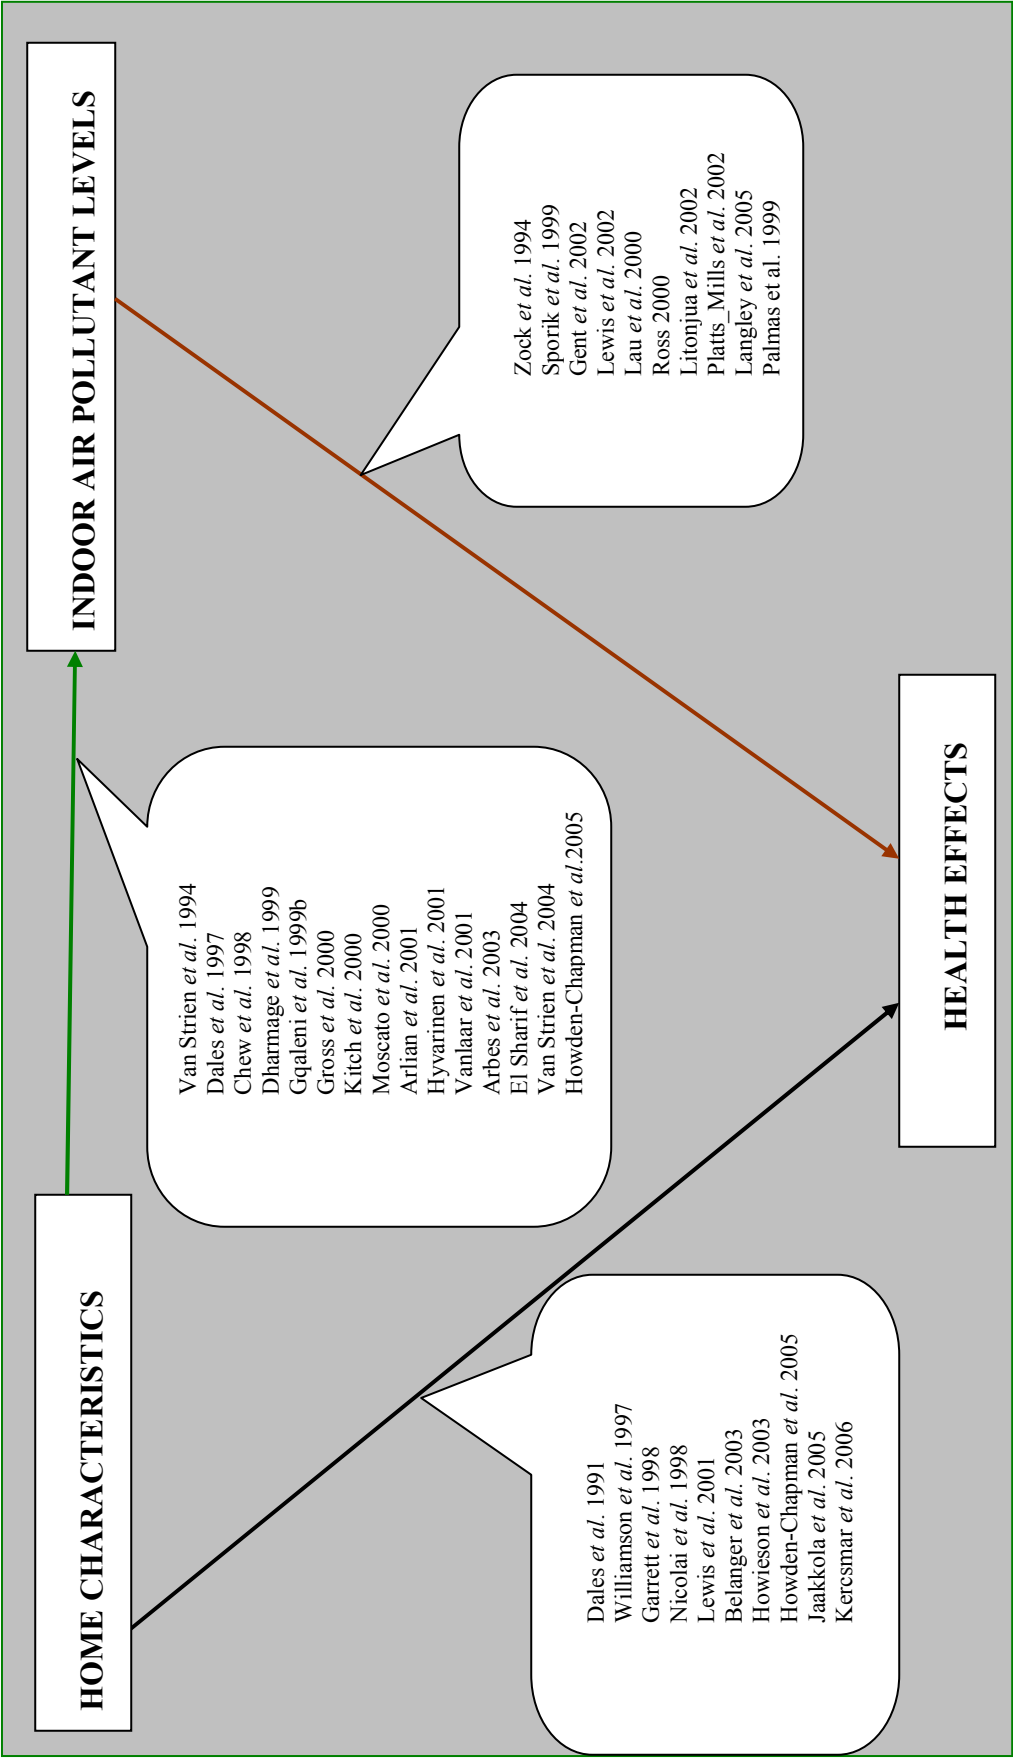 HOME CHARACTERISTICS
INDOOR AIR POLLUTANT LEVELS
Van Strien et al. 1994
Dales et al. 1997
Chew et al. 1998
Dharmage et al. 1999
Gqaleni et al. 1999b
Gross et al. 2000
Kitch et al. 2000
Moscato et al. 2000
Arlian et al. 2001
Hyvarinen et al. 2001
Vanlaar et al. 2001
Arbes et al. 2003
El Sharif et al. 2004
Van Strien et al. 2004
Howden-Chapman et al.2005
Zock et al. 1994
Sporik et al. 1999
Gent et al. 2002
Lewis et al. 2002
Lau et al. 2000
Ross 2000
Litonjua et al. 2002
Platts_Mills et al. 2002
Langley et al. 2005
Palmas et al. 1999
Dales et al. 1991
Williamson et al. 1997
Garrett et al. 1998
Nicolai et al. 1998
Lewis et al. 2001
Belanger et al. 2003
Howieson et al. 2003
Howden-Chapman et al. 2005
Jaakkola et al. 2005
Kercsmar et al. 2006
HEALTH EFFECTS